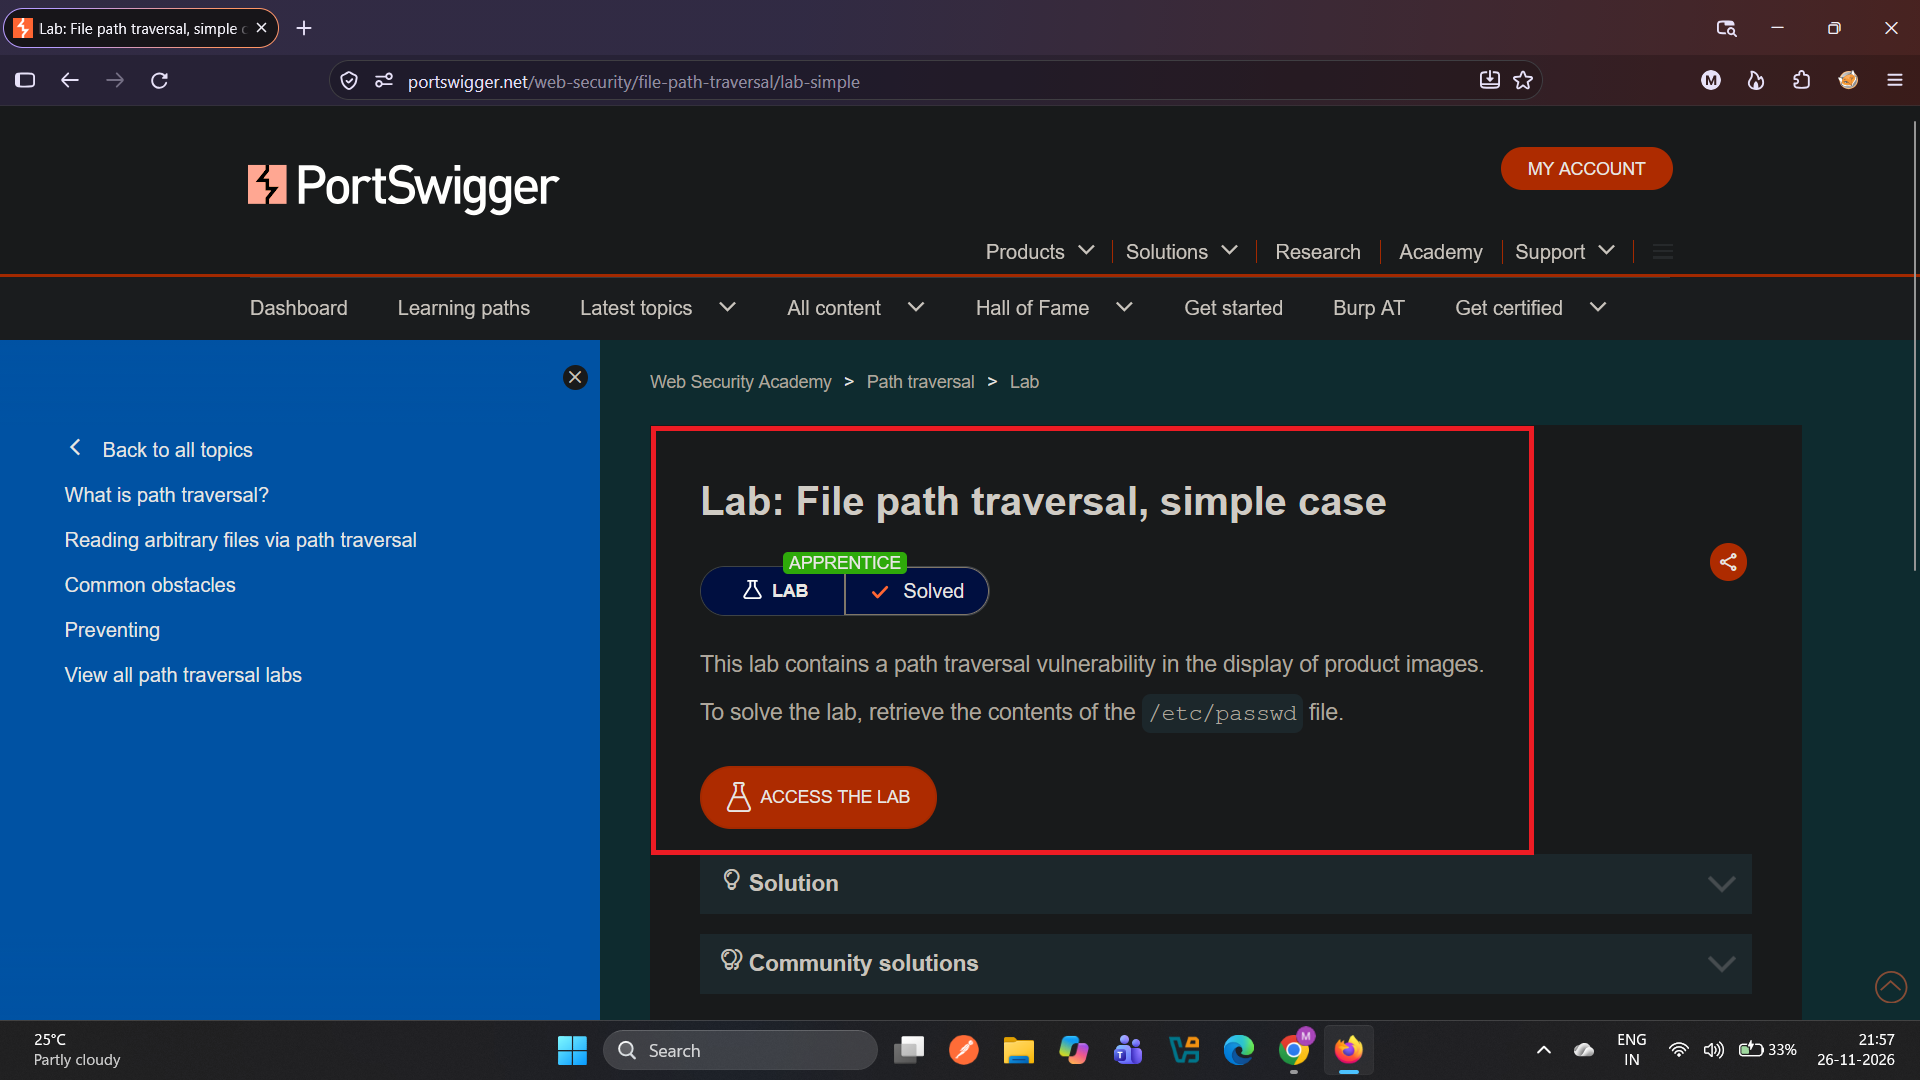 Lab: File path traversal, simple
portswigger.net/web-security/file-path-traversal/lab-simple
M
PortSwigger
MY ACCOUNT
Products
Solutions
Research
Academy
Support
Dashboard
Learning paths
Latest topics
All content
Hall of Fame
Get started
Burp AT
Get certified
Back to all topics
What is path traversal?
Reading arbitrary files via path traversal
Common obstacles
Preventing
View all path traversal labs
Web Security Academy > Path traversal > Lab
Lab: File path traversal, simple case
APPRENTICE
LAB
Solved
This lab contains a path traversal vulnerability in the display of product images.
To solve the lab, retrieve the contents of the /etc/passwd file.
ACCESS THE LAB
Solution
Community solutions
25°C
Partly cloudy
Search
M
ENG
IN
33%
21:57
26-11-2026